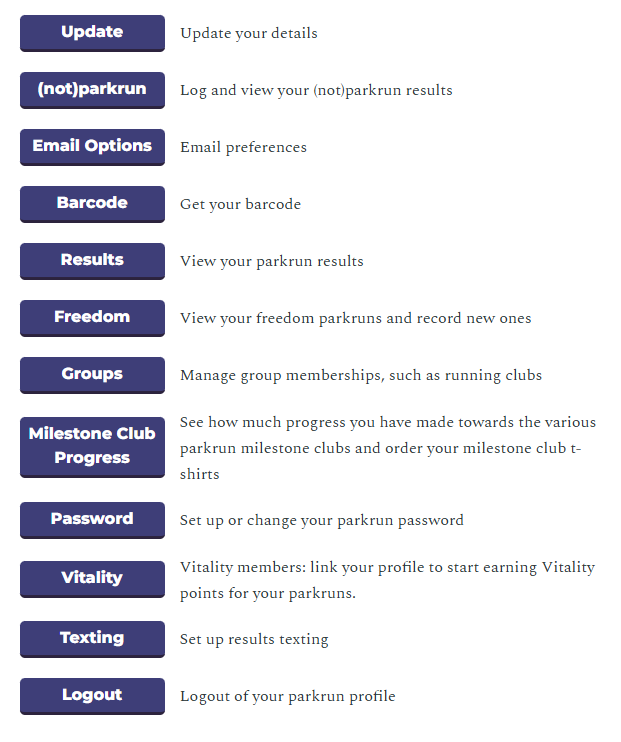 Update
Update your details
(not)parkrun
Log and view your (not)parkrun results
Email Options
Email preferences
Barcode
Get your barcode
Results
View your parkrun results
Freedom
View your freedom parkruns and record new ones
Groups
Manage group memberships, such as running clubs
Milestone Club
Progress
See how much progress you have made towards the various
parkrun milestone clubs and order your milestone club t-
shirts
Password
Set up or change your parkrun password
Vitality
Vitality members: link your profile to start earning Vitality
points for your parkruns.
Texting
Set up results texting
Logout
Logout of your parkrun profile